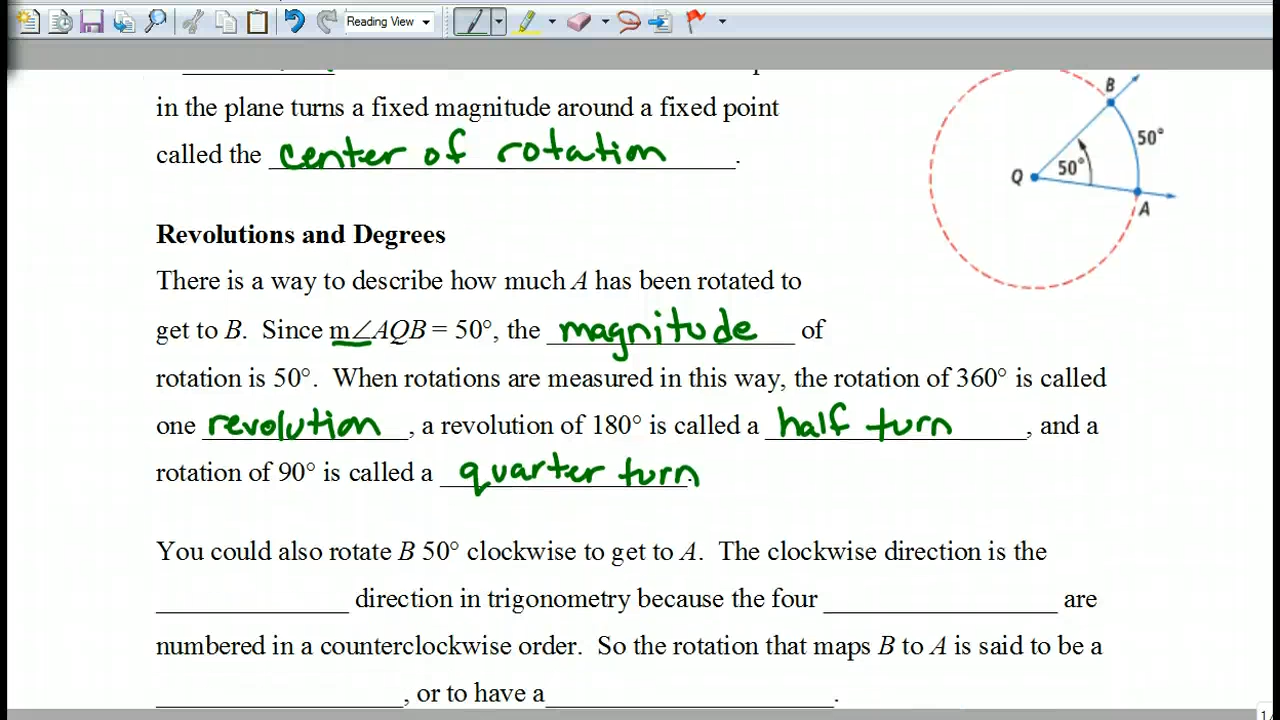 Reading View
in the plane turns a fixed magnitude around a fixed point
called the center of rotation.
B
50°
Q 50°
A
Revolutions and Degrees
There is a way to describe how much A has been rotated to
get to B. Since m∠AQB = 50°, the magnitude of
rotation is 50°. When rotations are measured in this way, the rotation of 360° is called
one revolution, a revolution of 180° is called a half turn, and a
rotation of 90° is called a quarter turn.
You could also rotate B 50° clockwise to get to A. The clockwise direction is the
____________ direction in trigonometry because the four ____________ are
numbered in a counterclockwise order. So the rotation that maps B to A is said to be a
____________, or to have a ____________.